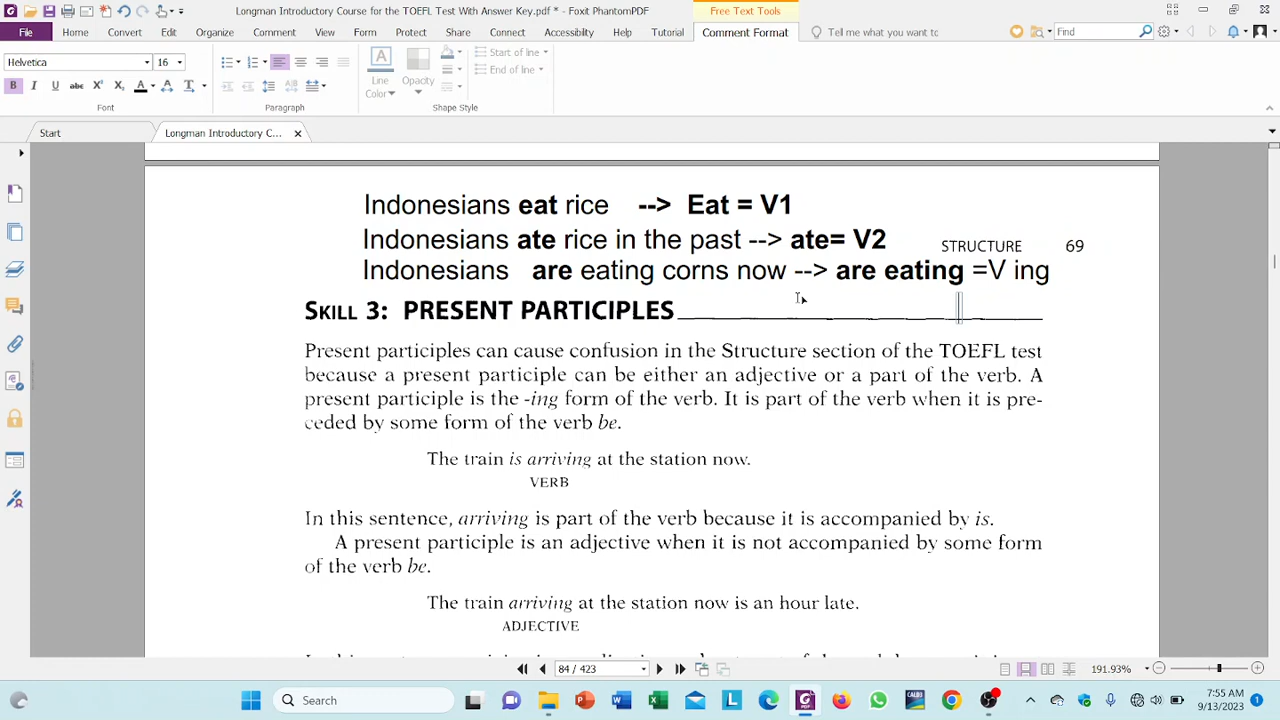 Longman Introductory Course for the TOEFL Test With Answer Key.pdf * - Foxit PhantomPDF
Free Text Tools
File
Home
Convert
Edit
Organize
Comment
View
Form
Protect
Share
Connect
Accessibility
Help
Tutorial
Comment Format
Tell me what you want to
Find
Helvetica
16
Start of line
End of line
Line
Color
Opacity
Font
Paragraph
Shape Style
Start
Longman Introductory C...
Indonesians eat rice --> Eat = V1
Indonesians ate rice in the past --> ate= V2
STRUCTURE 69
Indonesians are eating corns now --> are eating =V ing
SKILL 3: PRESENT PARTICIPLES
Present participles can cause confusion in the Structure section of the TOEFL test
because a present participle can be either an adjective or a part of the verb. A
present participle is the -ing form of the verb. It is part of the verb when it is pre-
ceded by some form of the verb be.
The train is arriving at the station now.
VERB
In this sentence, arriving is part of the verb because it is accompanied by is.
A present participle is an adjective when it is not accompanied by some form
of the verb be.
The train arriving at the station now is an hour late.
ADJECTIVE
84 / 423
191.93%
Search
7:55 AM
9/13/2023